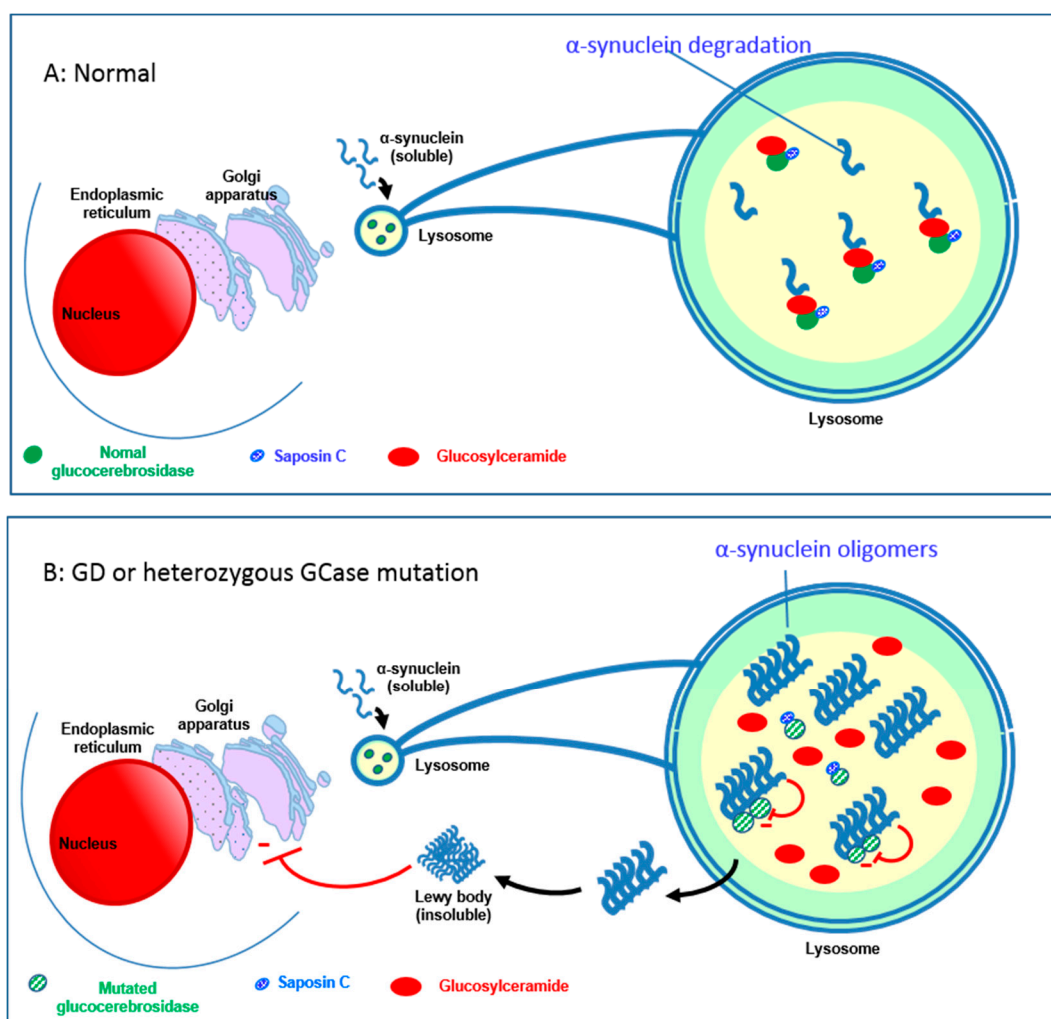 A: Normal
α-synuclein degradation
α-synuclein
(soluble)
Golgi
apparatus
Endoplasmic
reticulum
Lysosome
Nucleus
Lysosome
Nomal
glucocerebrosidase
Saposin C
Glucosylceramide
B: GD or heterozygous GCase mutation
α-synuclein oligomers
α-synuclein
(soluble)
Golgi
apparatus
Endoplasmic
reticulum
Lysosome
Nucleus
-
-
-
Lewy body
(insoluble)
Lysosome
Mutated
glucocerebrosidase
Saposin C
Glucosylceramide